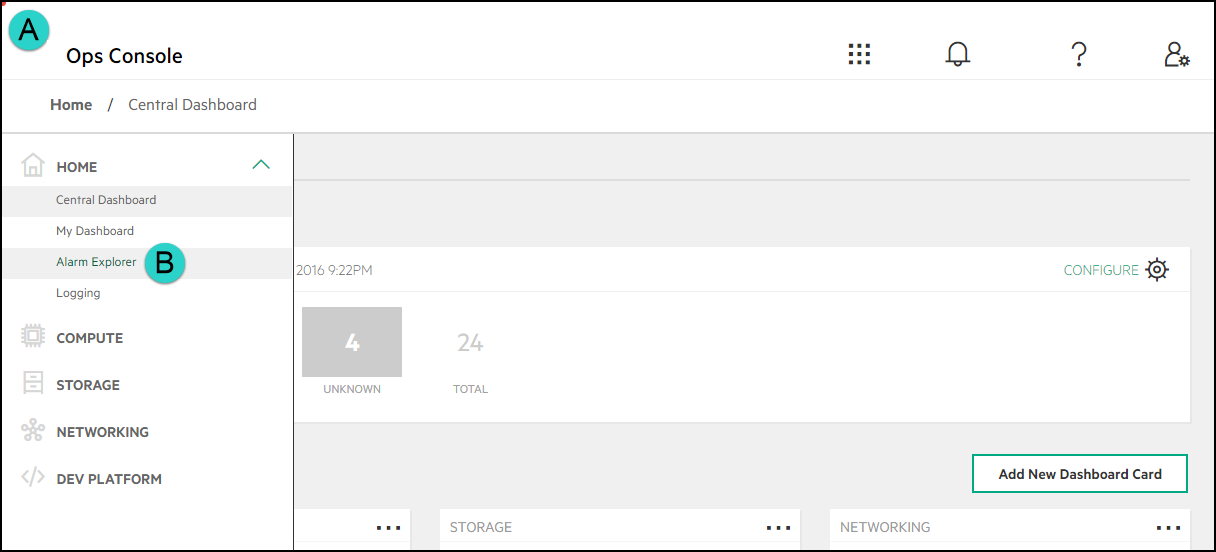 A
Ops Console
?
Home / Central Dashboard
HOME
Central Dashboard
My Dashboard
Alarm Explorer B
Logging
COMPUTE
STORAGE
NETWORKING
</> DEV PLATFORM
2016 9:22PM
CONFIGURE
4
24
UNKNOWN
TOTAL
Add New Dashboard Card
STORAGE
NETWORKING